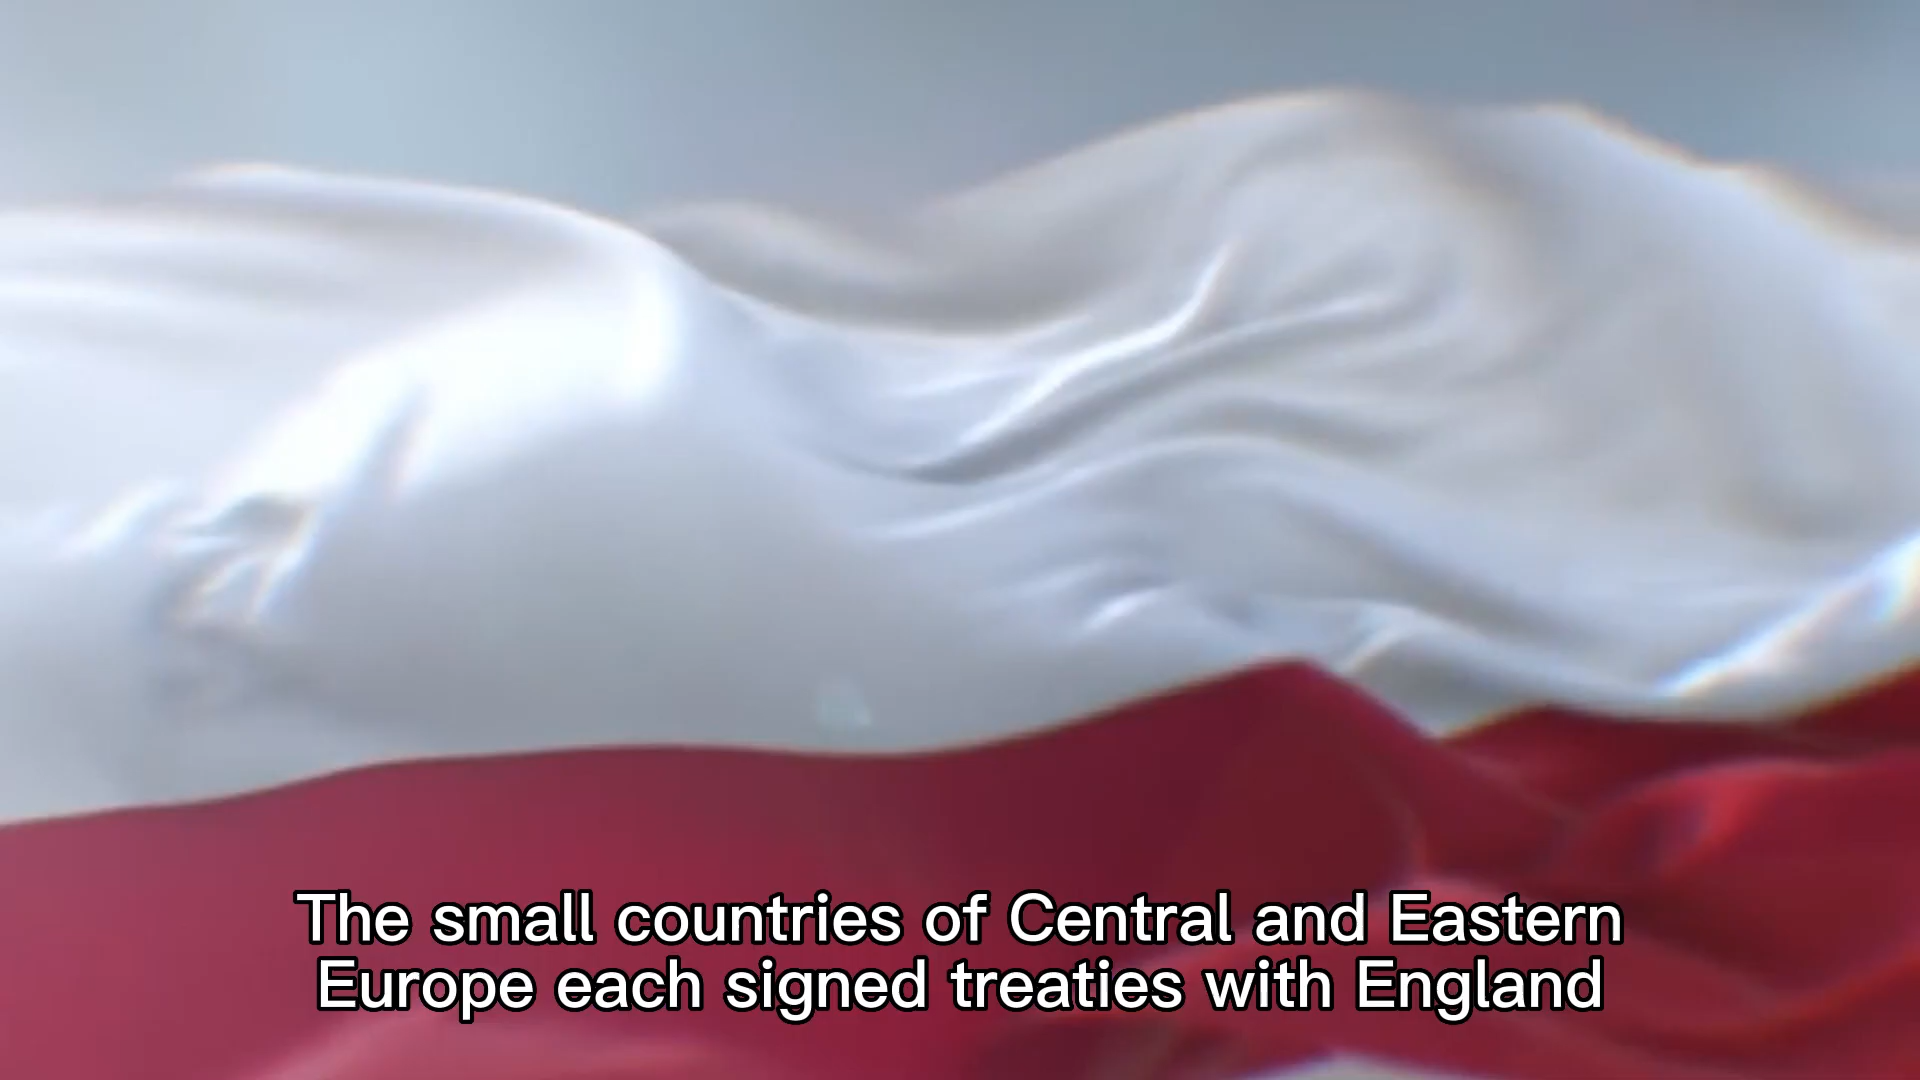 The small countries of Central and Eastern
Europe each signed treaties with England